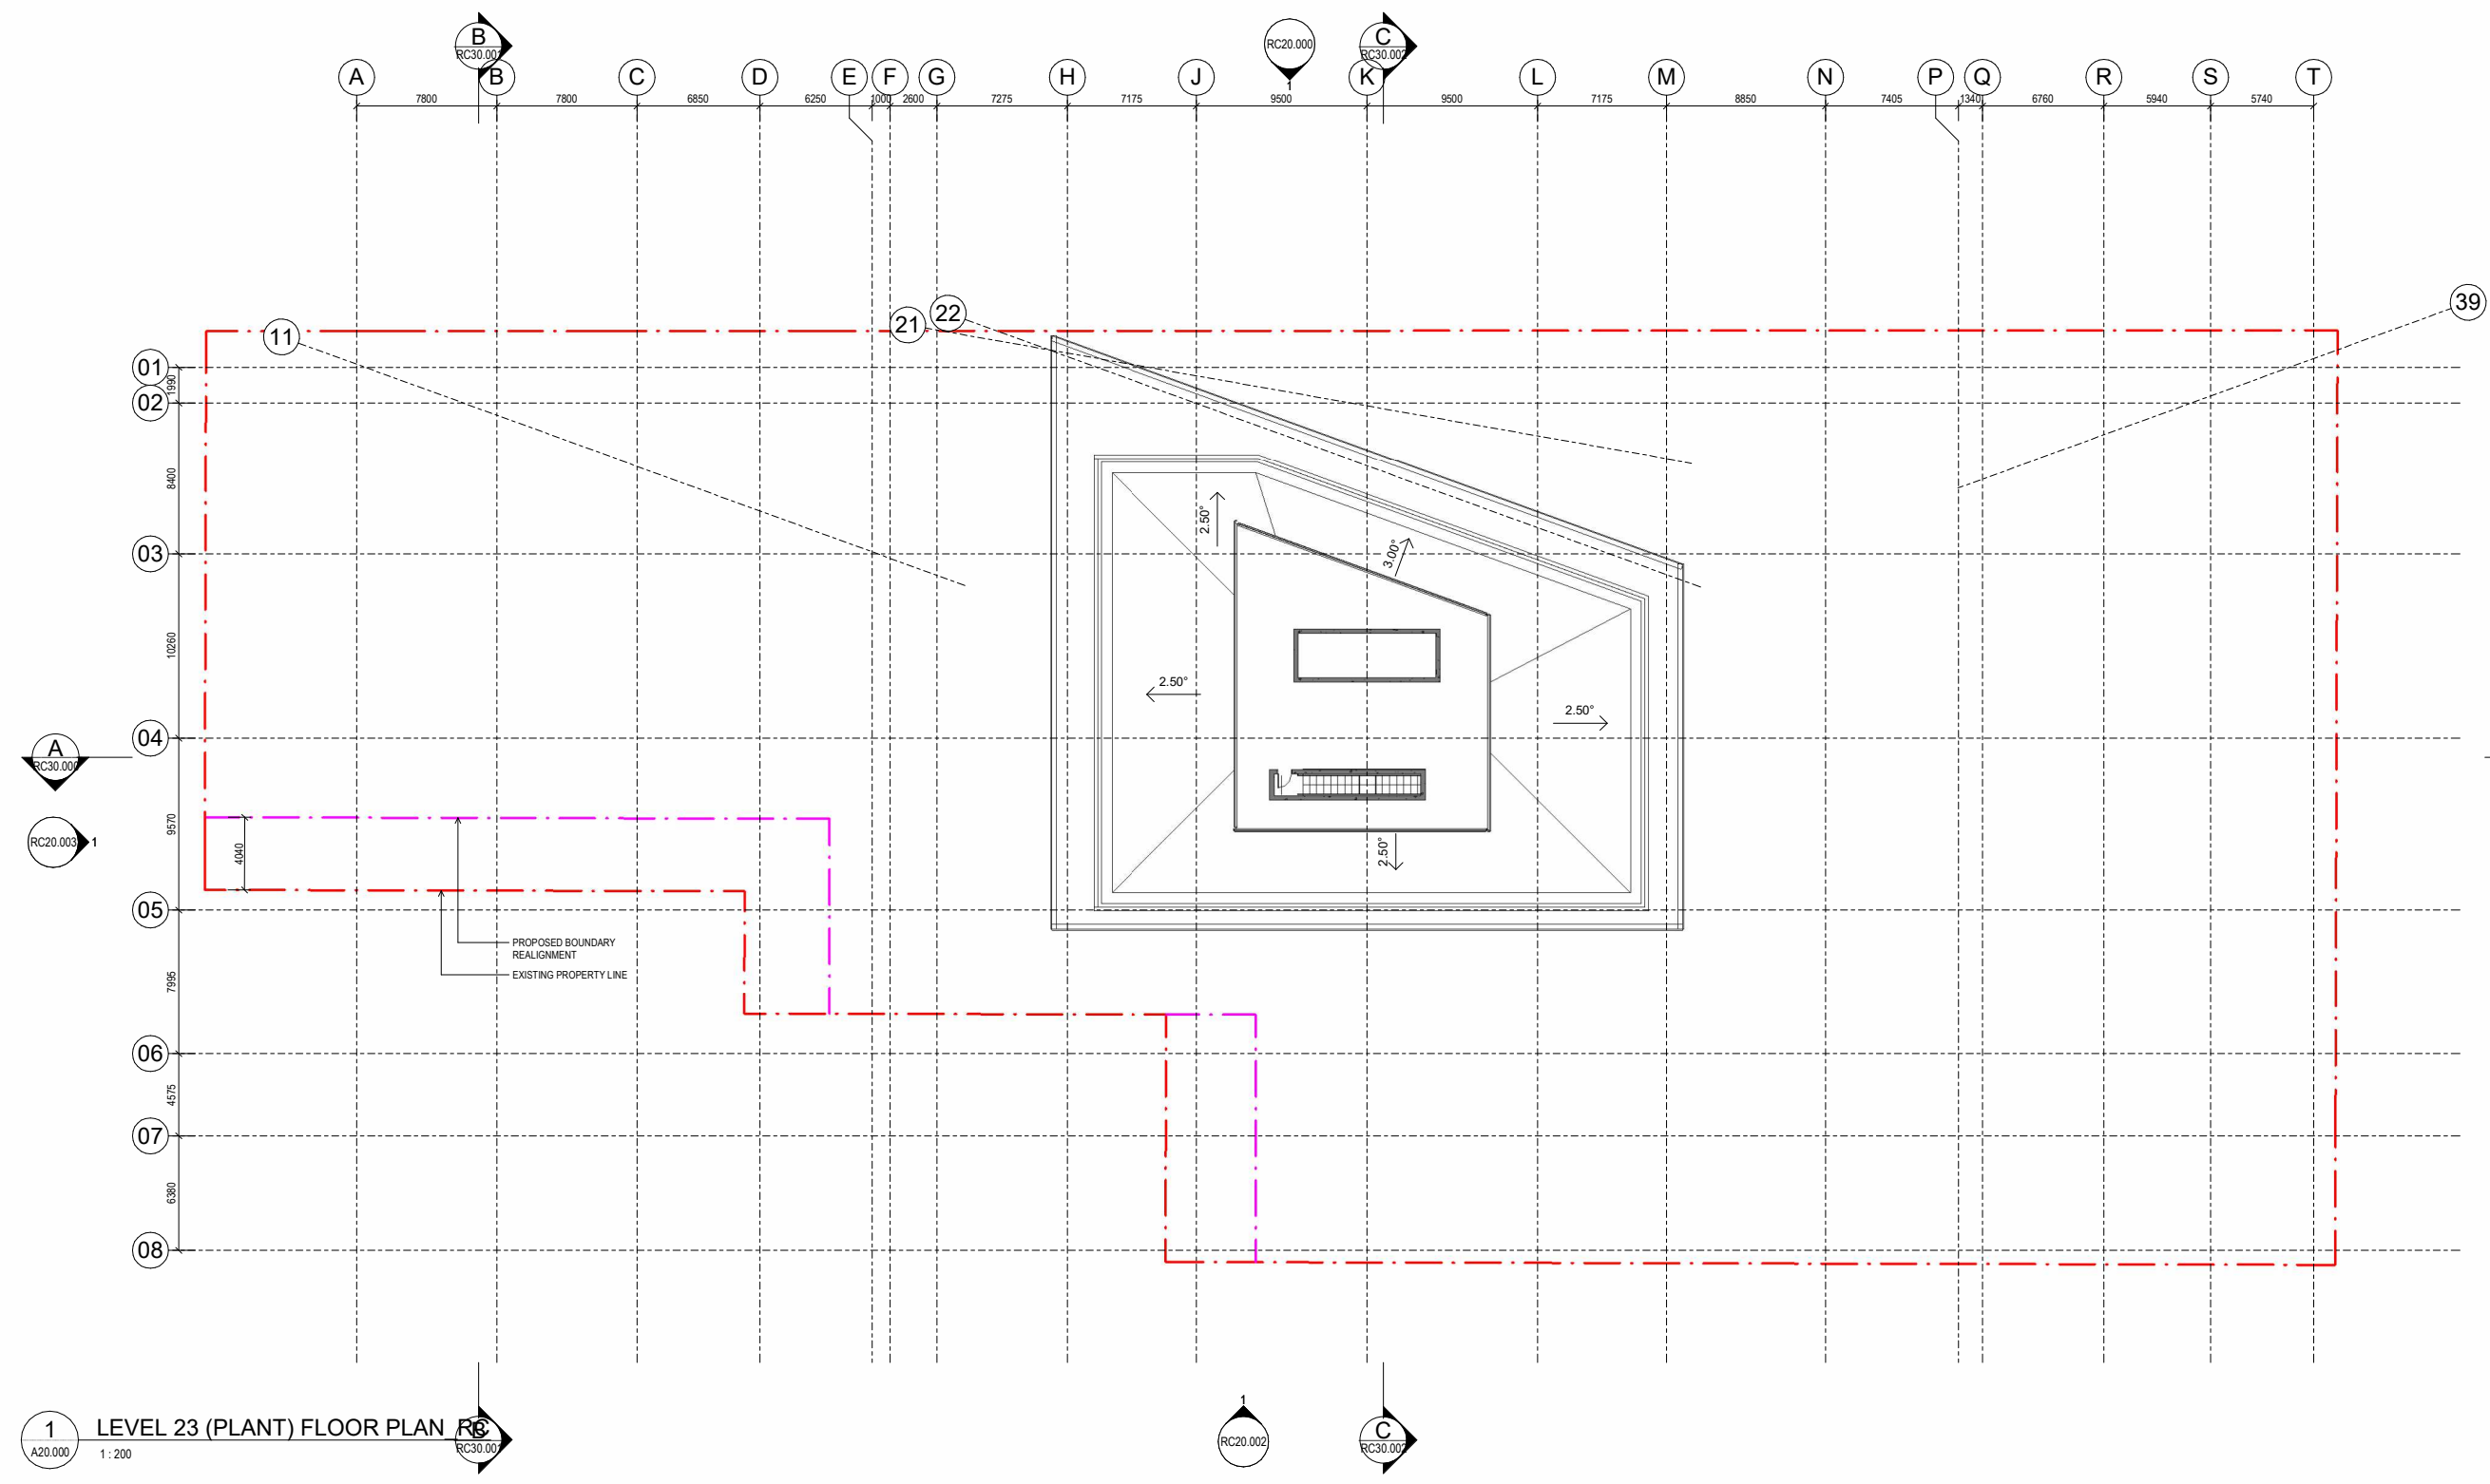 B
RC30.001
RC20.000
1
C
RC30.002
A
B
C
D
E
F
G
H
J
K
L
M
N
P
Q
R
S
T
7800
7800
6850
6250
1000
2600
7275
7175
9500
9500
7175
8850
7405
1340
6760
5940
5740
11
21
22
39
01
1990
02
8400
03
10260
04
9570
05
7995
06
4575
07
6380
08
2.50°
3.00°
2.50°
2.50°
2.50°
A
RC30.000
RC20.003
1
4040
PROPOSED BOUNDARY
REALIGNMENT
EXISTING PROPERTY LINE
1
A20.000
LEVEL 23 (PLANT) FLOOR PLAN_RC
1 : 200
B
RC30.001
1
RC20.002
C
RC30.002